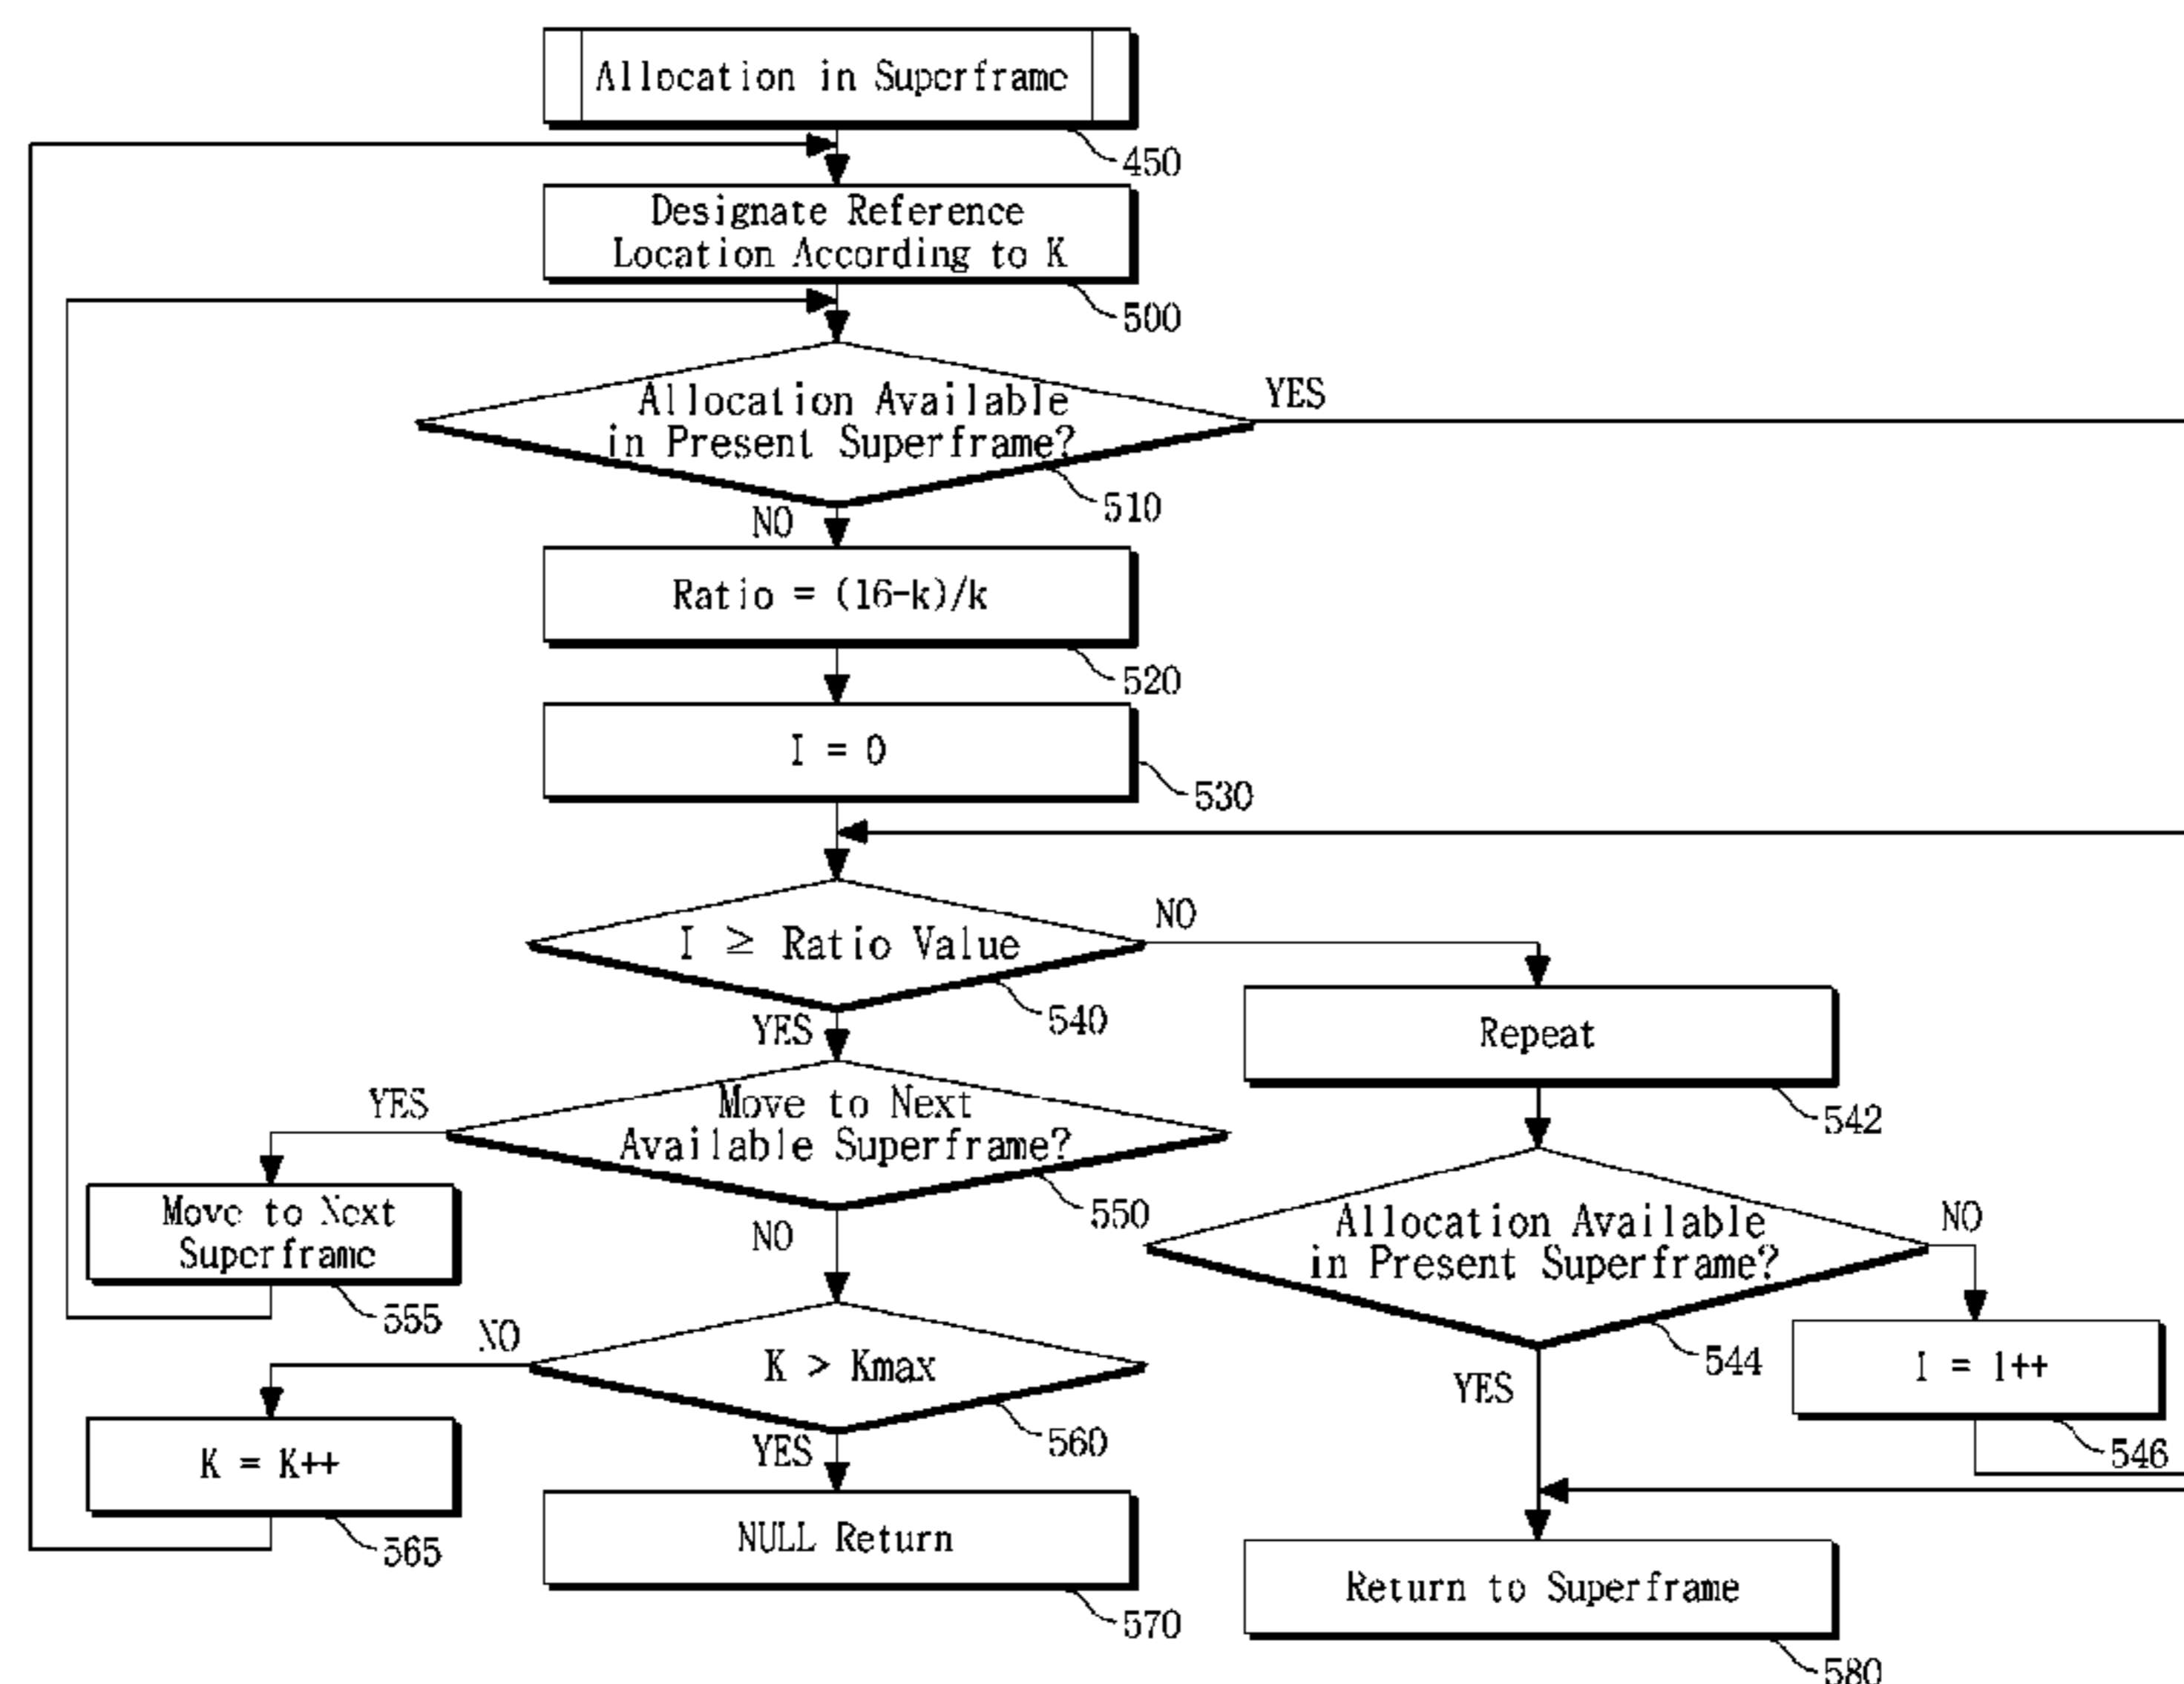 Allocation in Superframe
450
Designate Reference
Location According to K
500
Allocation Available
in Present Superframe?
YES
510
NO
Ratio = (16-k)/k
520
I = 0
530
I ≥ Ratio Value
NO
540
YES
Repeat
542
Move to Next
Available Superframe?
YES
550
NO
Move to Next
Superframe
555
Allocation Available
in Present Superframe?
NO
544
YES
I = 1++
546
K > Kmax
NO
560
YES
K = K++
565
NULL Return
570
Return to Superframe
580